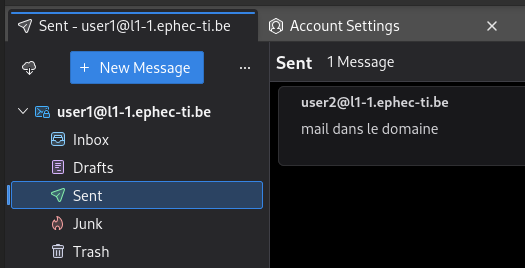 Sent - user1@l1-1.ephec-ti.be
Account Settings
New Message
Sent 1 Message
user1@l1-1.ephec-ti.be
user2@l1-1.ephec-ti.be
mail dans le domaine
Inbox
Drafts
Sent
Junk
Trash